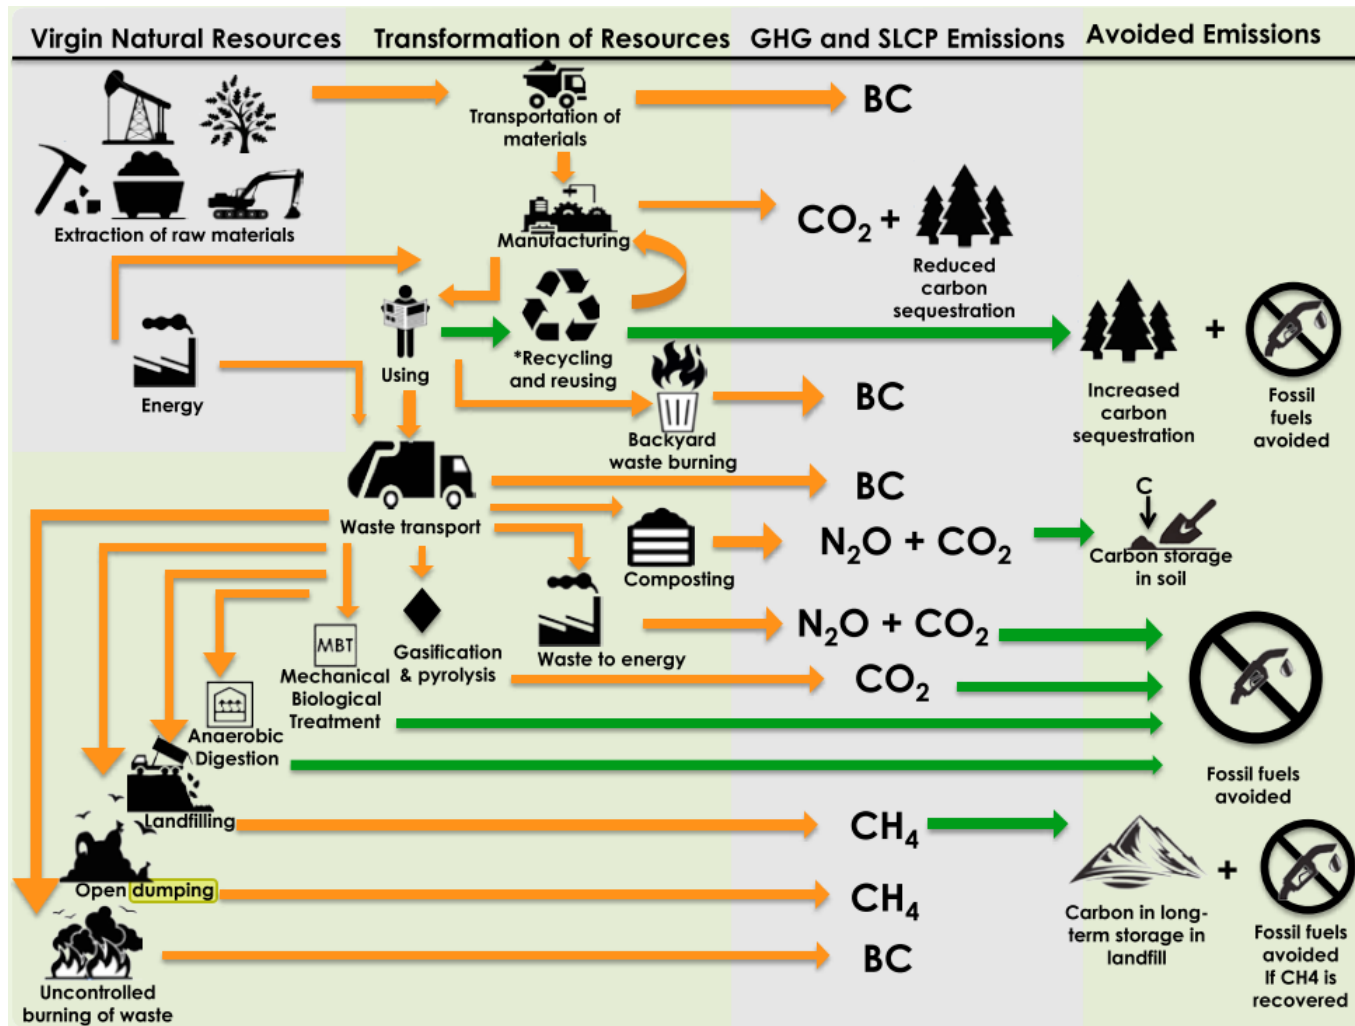 Virgin Natural Resources
Transformation of Resources
GHG and SLCP Emissions
Avoided Emissions
Transportation of
materials
BC
Extraction of raw materials
Manufacturing
CO2 +
Reduced
carbon
sequestration
Energy
Using
*Recycling
and reusing
+
Increased
carbon
sequestration
Fossil
fuels
avoided
Backyard
waste burning
BC
Waste transport
BC
Composting
N2O + CO2
C
Carbon storage
in soil
MBT
Mechanical
Biological
Treatment
Gasification
& pyrolysis
Waste to energy
N2O + CO2
CO2
Anaerobic
Digestion
Fossil fuels
avoided
Landfilling
CH4
+
Carbon in long-
term storage in
landfill
Fossil fuels
avoided
If CH4 is
recovered
Open dumping
CH4
Uncontrolled
burning of waste
BC